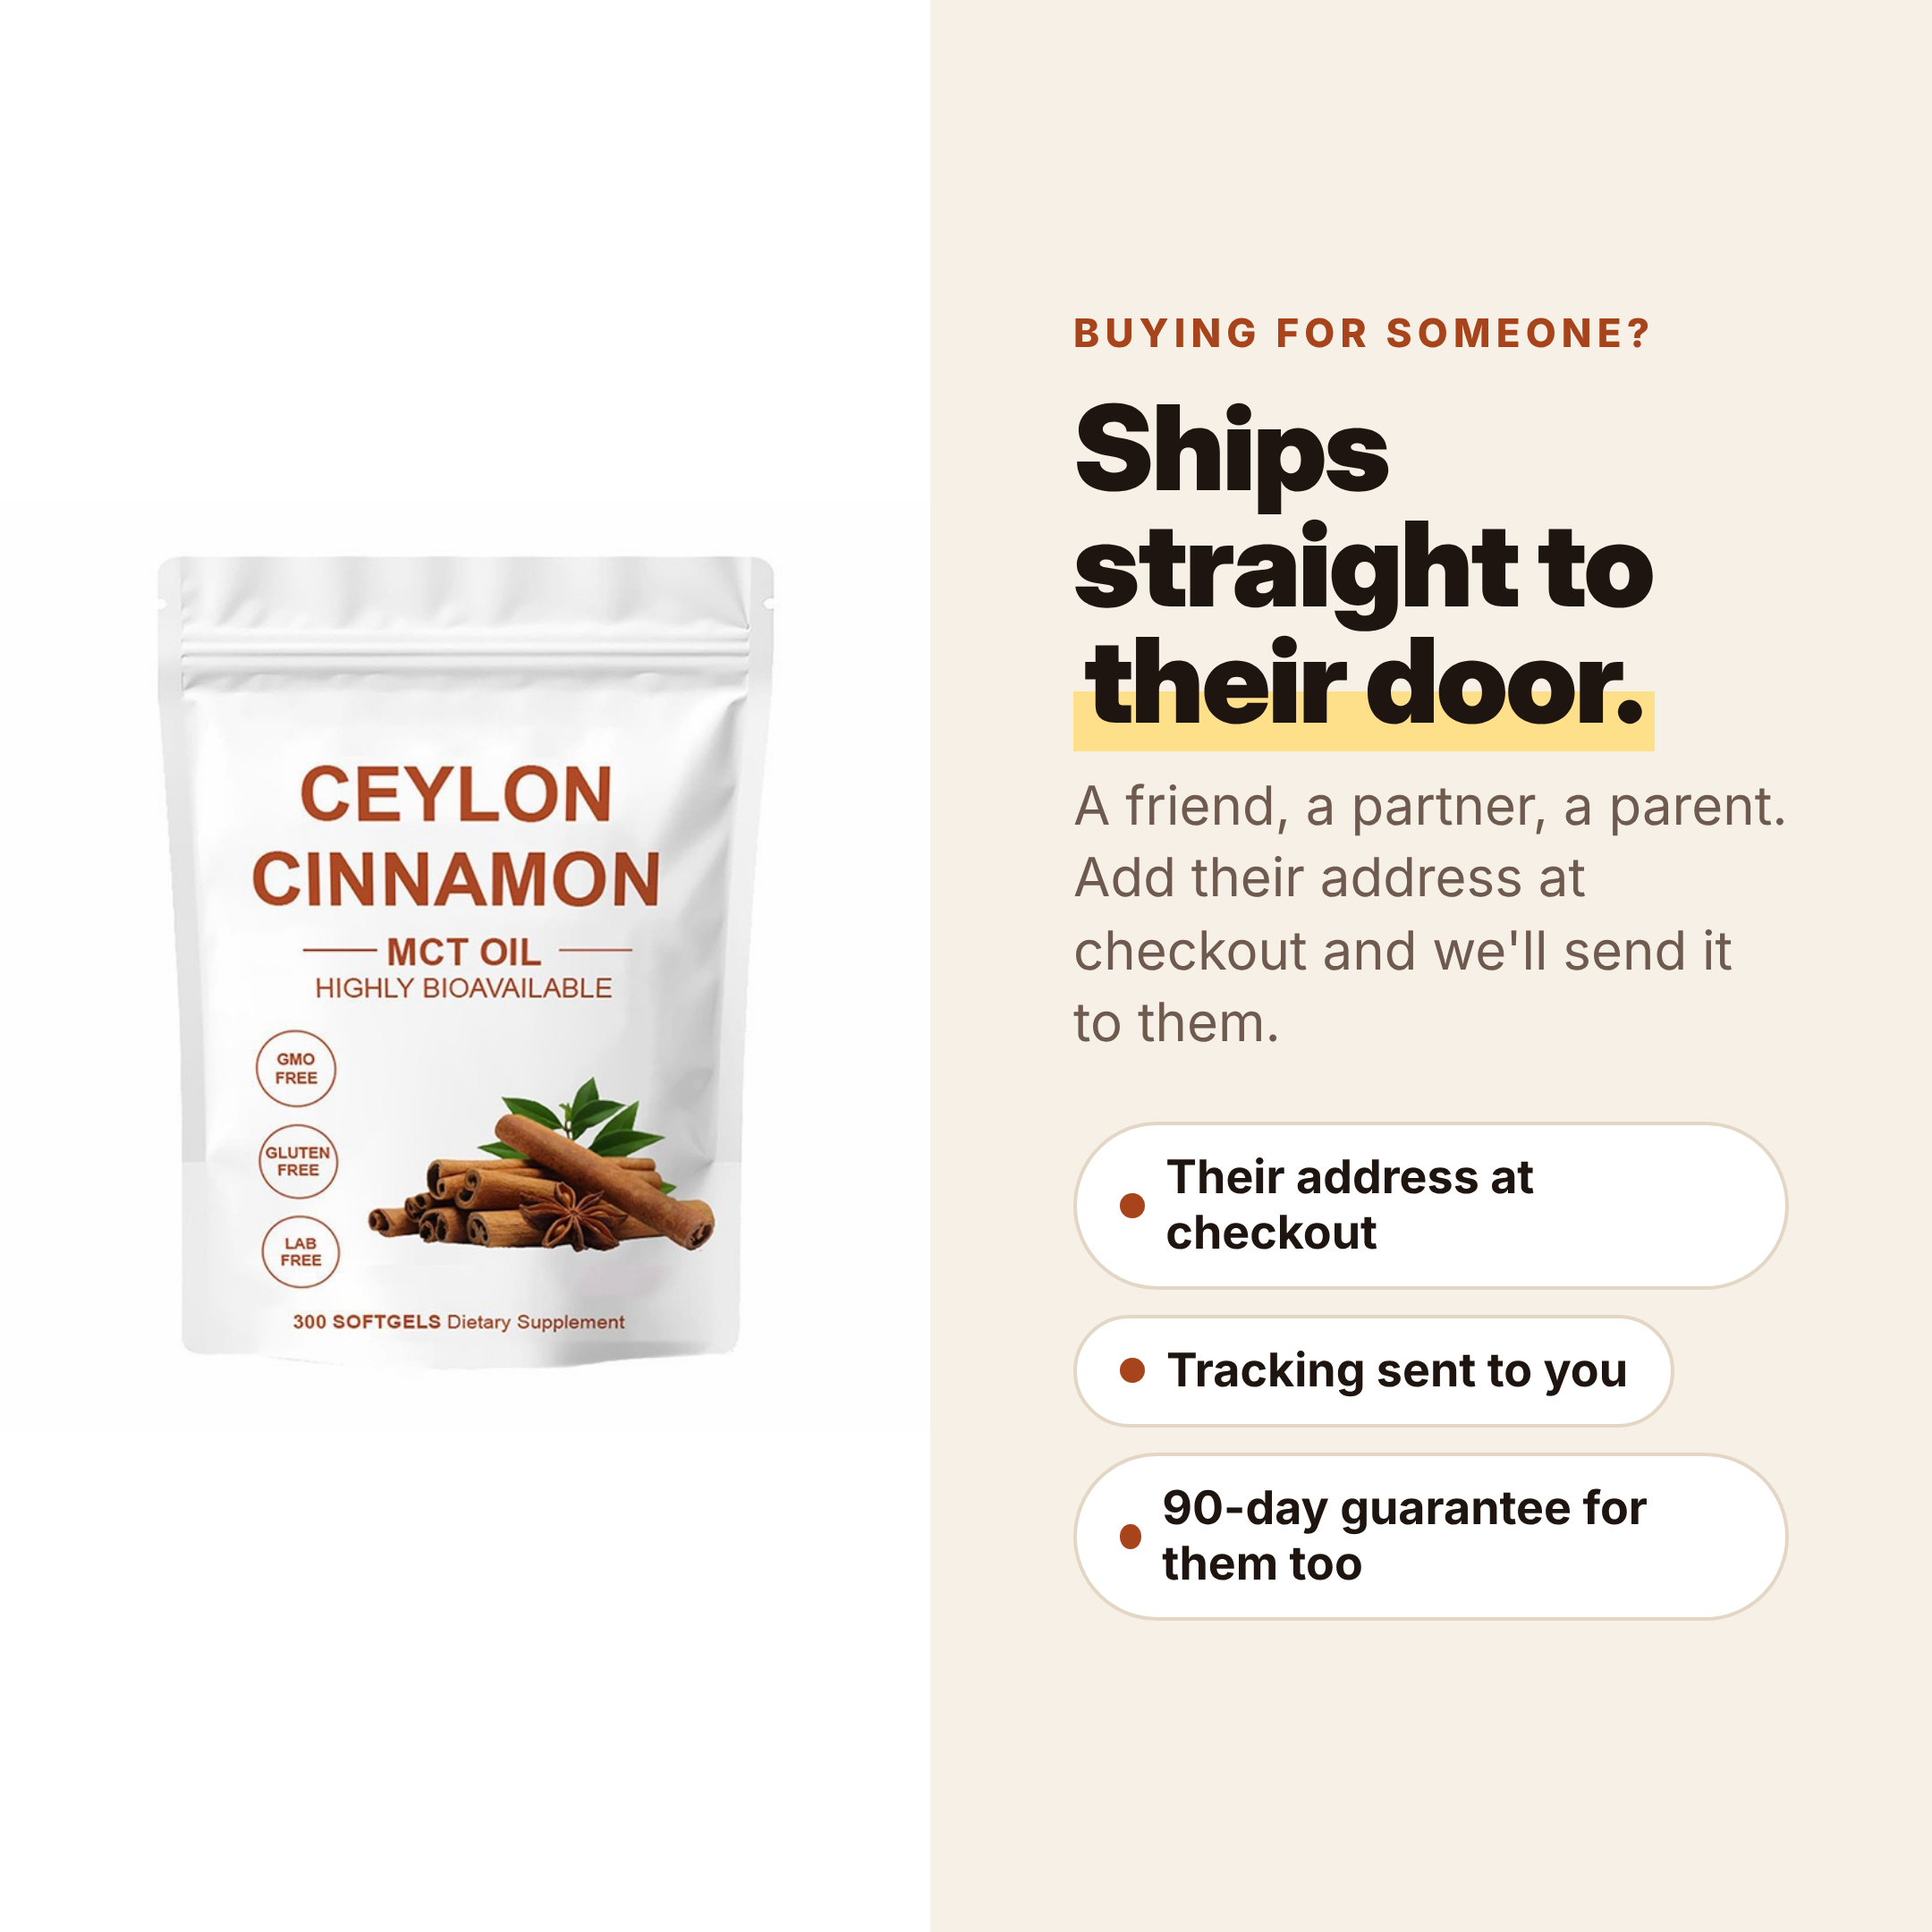 CEYLON
CINNAMON
MCT OIL
HIGHLY BIOAVAILABLE
GMO
FREE
GLUTEN
FREE
LAB
FREE
300 SOFTGELS Dietary Supplement
BUYING FOR SOMEONE?
Ships
straight to
their door.
A friend, a partner, a parent.
Add their address at
checkout and we'll send it
to them.
Their address at
checkout
Tracking sent to you
90-day guarantee for
them too